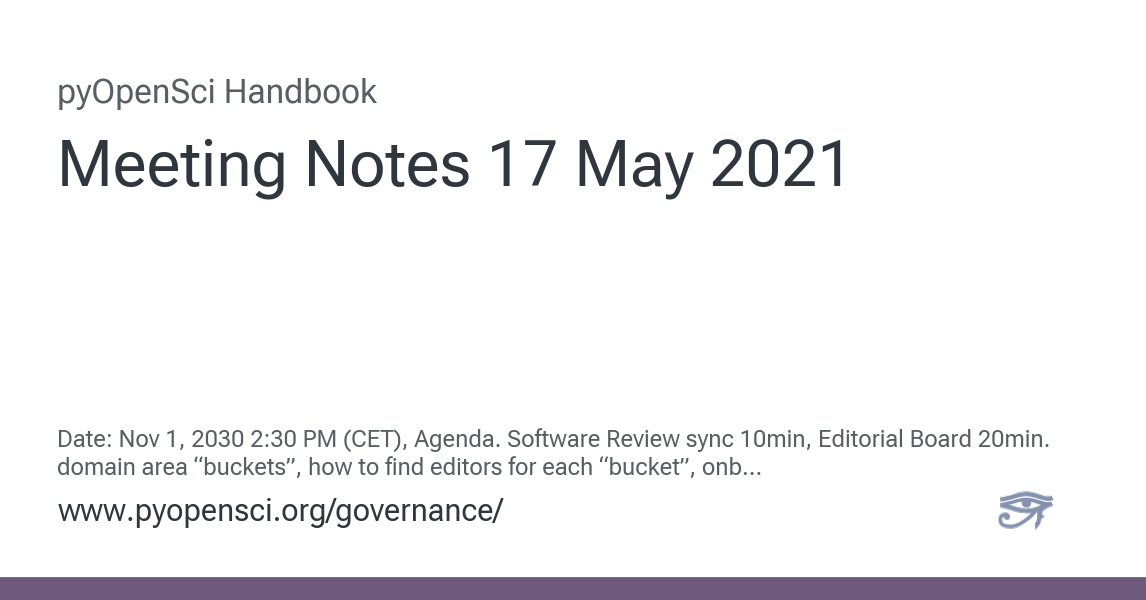 pyOpenSci Handbook
Meeting Notes 17 May 2021
Date: Nov 1, 2030 2:30 PM (CET), Agenda. Software Review sync 10min, Editorial Board 20min.
domain area “buckets”, how to find editors for each “bucket”, onb...
www.pyopensci.org/governance/